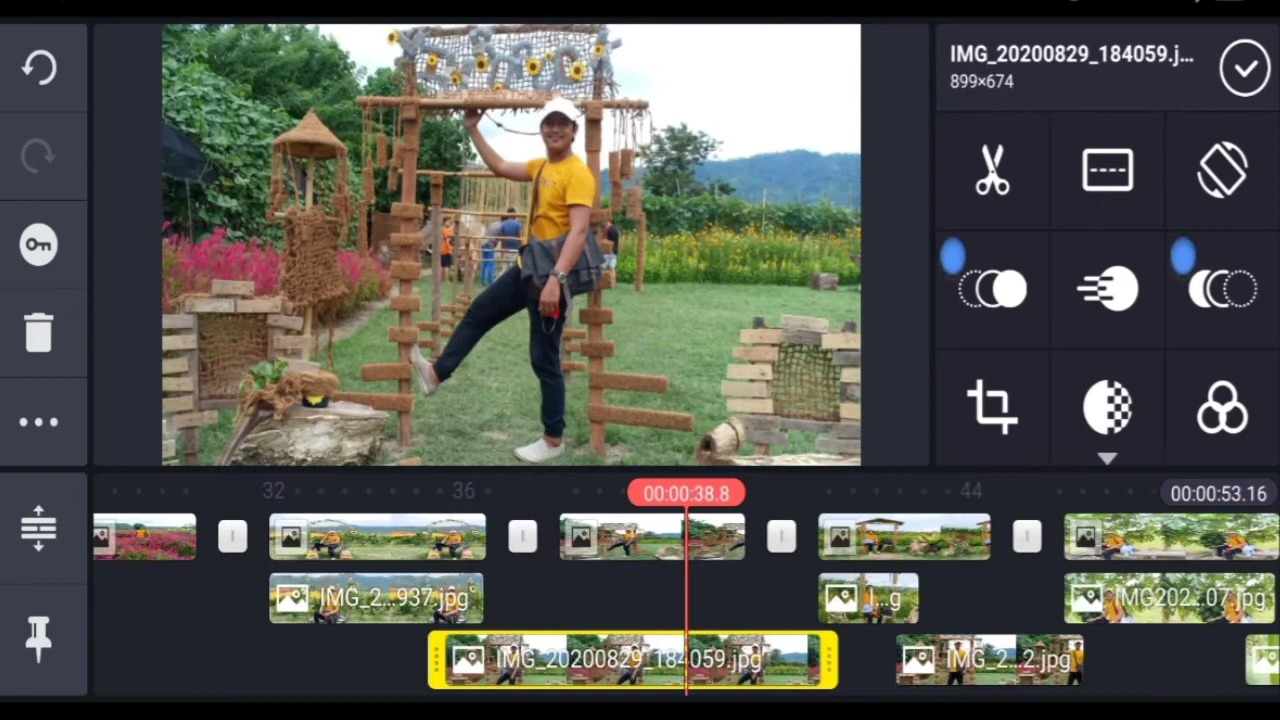 IMG_20200829_184059.j...
899×674
32
36
00:00:38.8
44
00:00:53.16
IMG_2...937.jpg
I...g
IMG202...07.jpg
IMG_20200829_184059.jpg
IMG_2...2.jpg